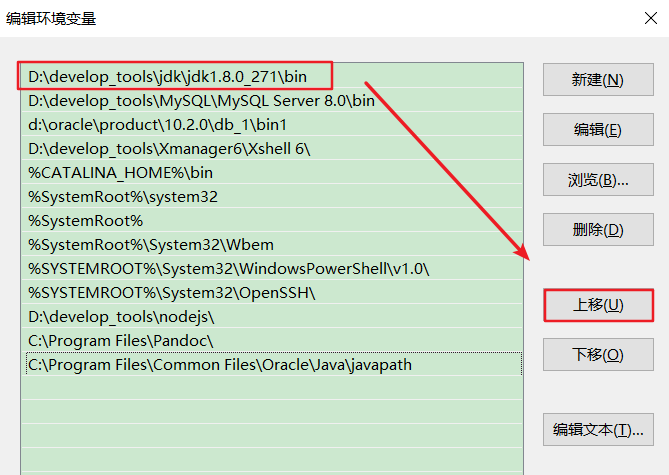 编辑环境变量
D:\develop_tools\jdk\jdk1.8.0_271\bin
D:\develop_tools\MySQL\MySQL Server 8.0\bin
d:\oracle\product\10.2.0\db_1\bin1
D:\develop_tools\Xmanager6\Xshell 6\
%CATALINA_HOME%\bin
%SystemRoot%\system32
%SystemRoot%
%SystemRoot%\System32\Wbem
%SYSTEMROOT%\System32\WindowsPowerShell\v1.0\
%SYSTEMROOT%\System32\OpenSSH\
D:\develop_tools\nodejs\
C:\Program Files\Pandoc\
C:\Program Files\Common Files\Oracle\Java\javapath
新建(N)
编辑(E)
浏览(B)...
删除(D)
上移(U)
下移(O)
编辑文本(T)...